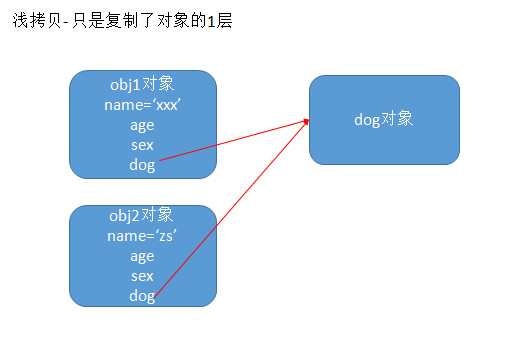 浅拷贝- 只是复制了对象的1层
obj1对象
name=‘xxx’
age
sex
dog
dog对象
obj2对象
name=‘zs’
age
sex
dog